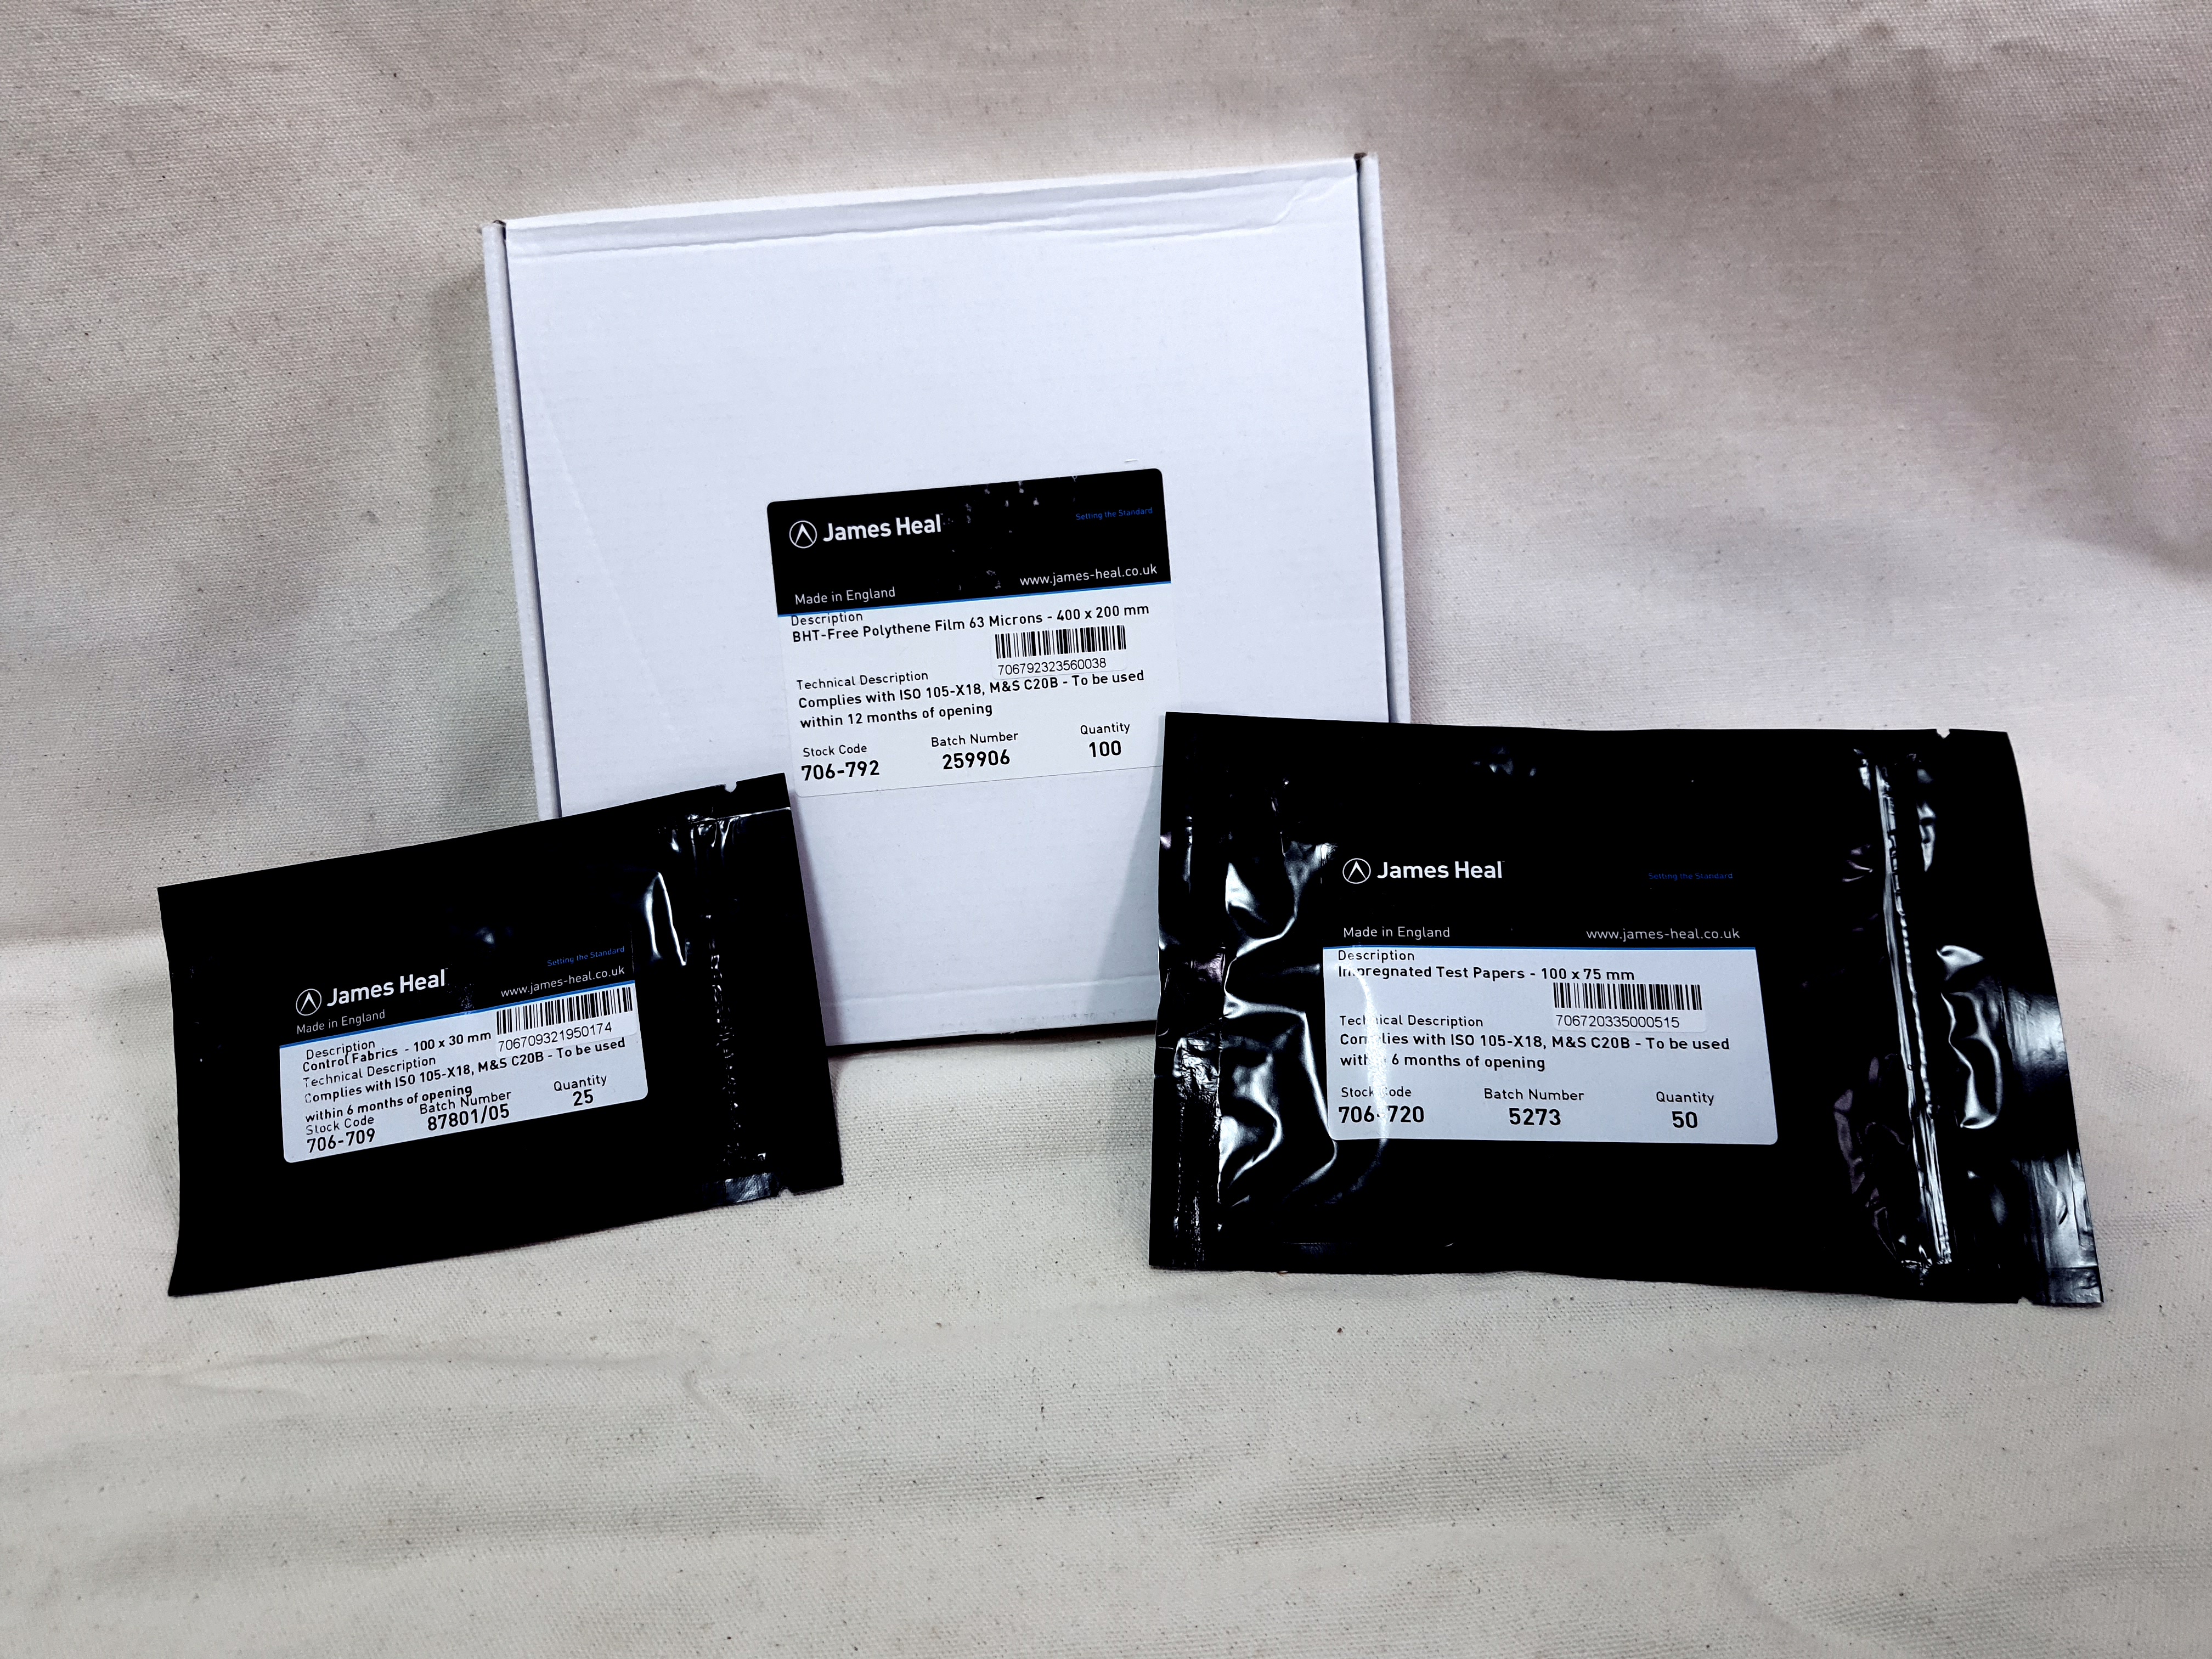 James Heal
Setting the Standard
Made in England
www.james-heal.co.uk
Description
BHT-Free Polythene Film 63 Microns - 400 x 200 mm
706792323560038
Technical Description
Complies with ISO 105-X18, M&S C20B - To be used
within 12 months of opening
Stock Code
Batch Number
Quantity
706-792
259906
100
James Heal
Setting the Standard
Made in England
www.james-heal.co.uk
Description
Control Fabrics - 100 x 30 mm
706709321950174
Technical Description
Complies with ISO 105-X18, M&S C20B - To be used
within 6 months of opening
Stock Code
Batch Number
Quantity
706-709
87801/05
25
James Heal
Setting the Standard
Made in England
www.james-heal.co.uk
Description
Impregnated Test Papers - 100 x 75 mm
706720335000515
Technical Description
Complies with ISO 105-X18, M&S C20B - To be used
within 6 months of opening
Stock Code
Batch Number
Quantity
706-720
5273
50